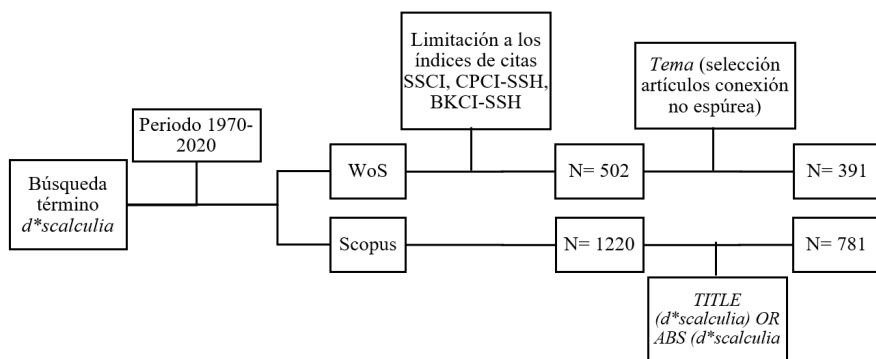 Limitación a los
índices de citas
SSCI, CPCI-SSH,
BKCI-SSH
Tema (selección
artículos conexión
no espúrea)
Periodo 1970-
2020
Búsqueda
término
d*scalculia
WoS
N= 502
N= 391
Scopus
N= 1220
N= 781
TITLE
(d*scalculia) OR
ABS (d*scalculia